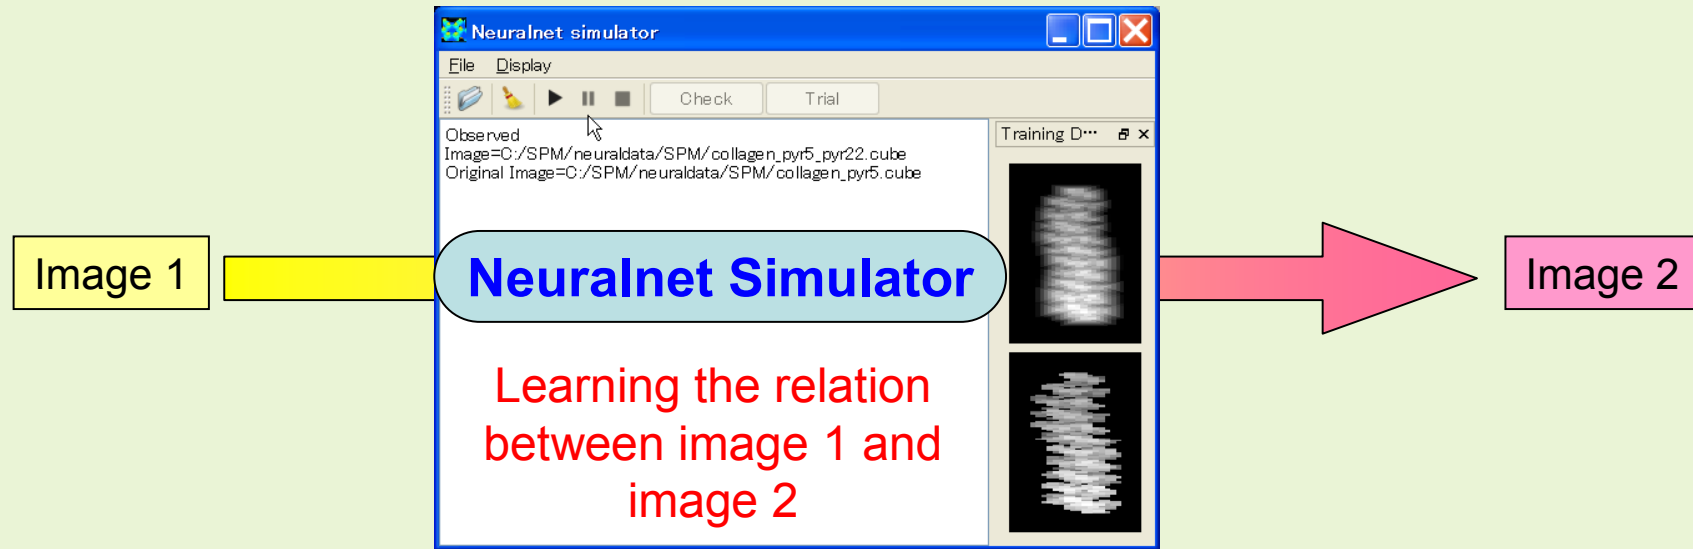 Neuralnet simulator
File Display
Check Trial
Observed
Image=C:/SPM/neuraldata/SPM/collagen_pyr5_pyr22.cube
Original Image=C:/SPM/neuraldata/SPM/collagen_pyr5.cube
Training D···
Image 1
Neuralnet Simulator
Image 2
Learning the relation
between image 1 and
image 2